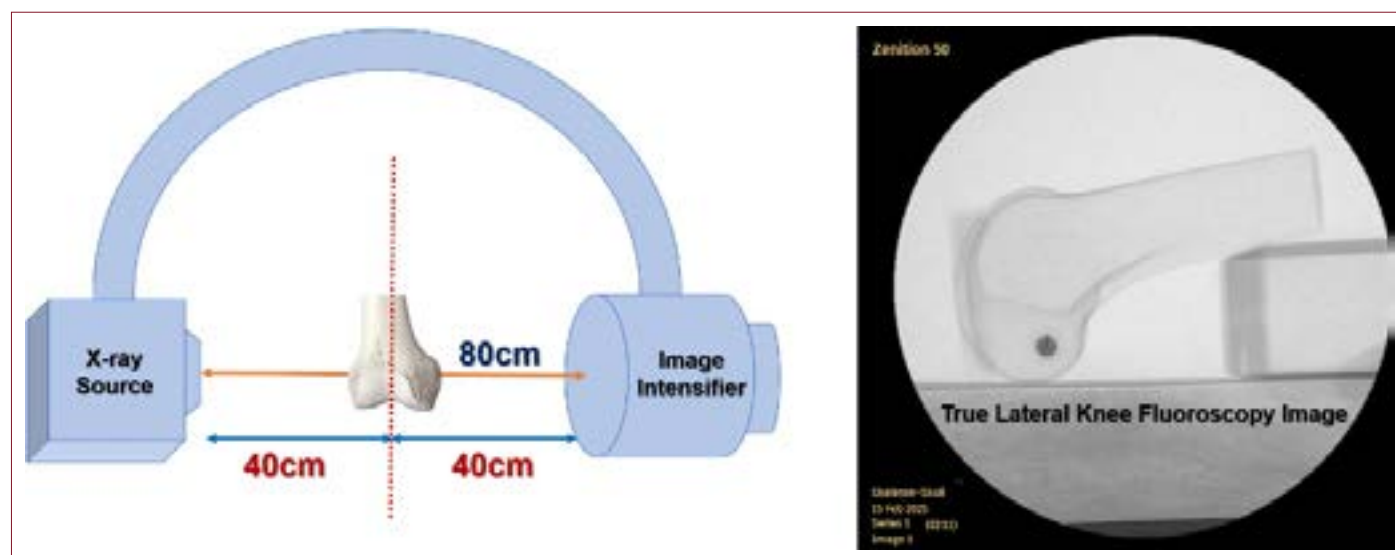 X-ray
Source
80cm
Image
Intensifier
40cm
40cm
Zenition 50
True Lateral Knee Fluoroscopy Image
15-Feb-2025
Series 1
Image